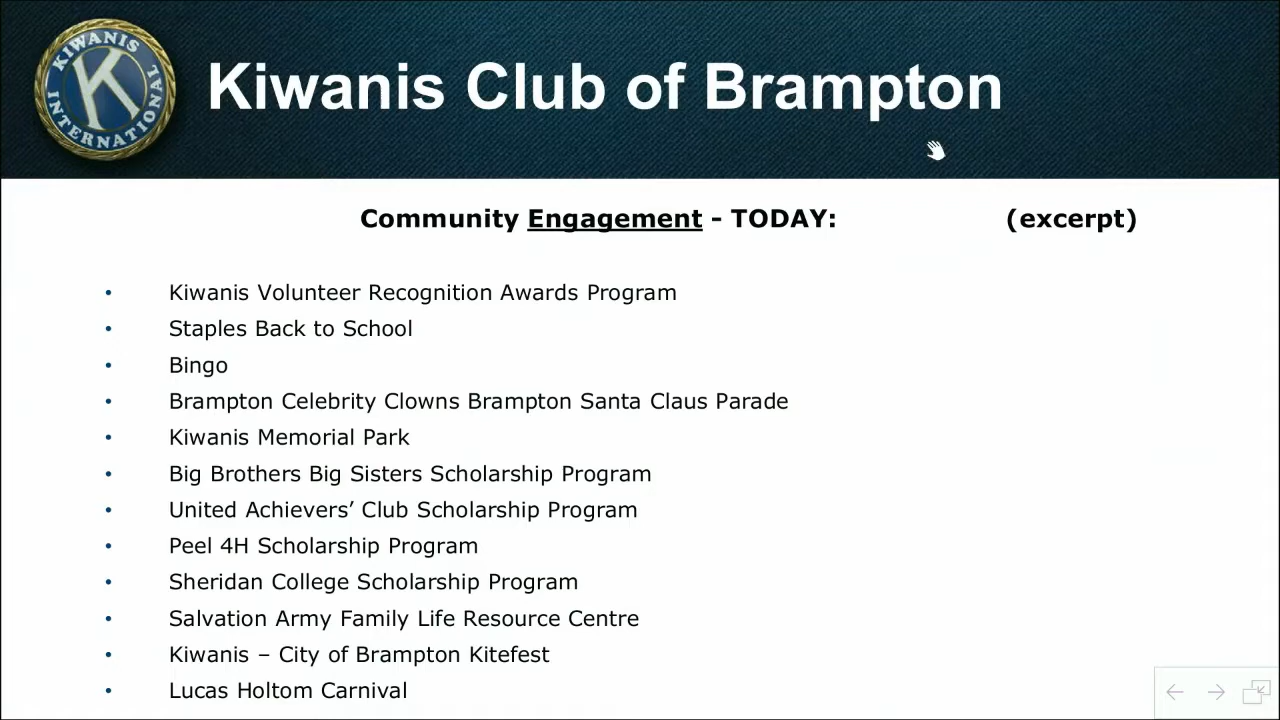 KIWANIS
K
INTERNATIONAL
Kiwanis Club of Brampton
Community Engagement - TODAY: (excerpt)
• Kiwanis Volunteer Recognition Awards Program
• Staples Back to School
• Bingo
• Brampton Celebrity Clowns Brampton Santa Claus Parade
• Kiwanis Memorial Park
• Big Brothers Big Sisters Scholarship Program
• United Achievers’ Club Scholarship Program
• Peel 4H Scholarship Program
• Sheridan College Scholarship Program
• Salvation Army Family Life Resource Centre
• Kiwanis – City of Brampton Kitefest
• Lucas Holtom Carnival